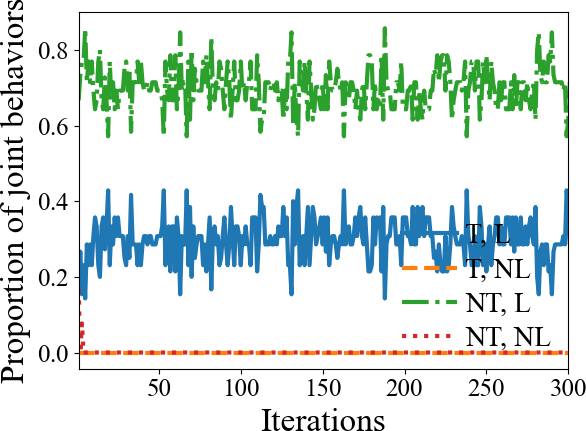 Proportion of joint behaviors
0.8
0.6
0.4
0.2
0.0
T, L
T, NL
NT, L
NT, NL
50
100
150
200
250
300
Iterations